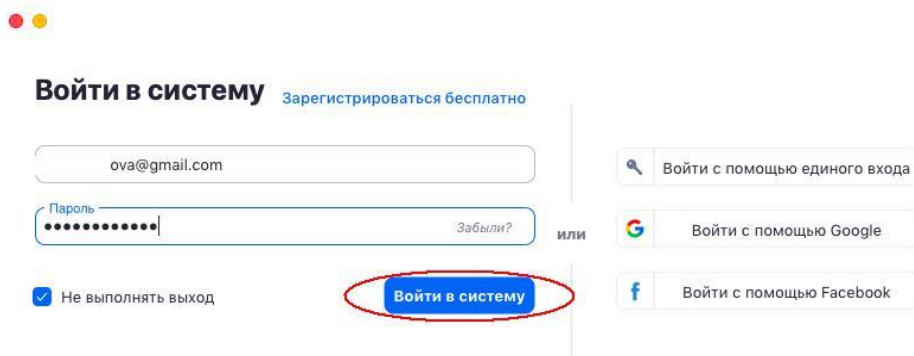 Войти в систему
Зарегистрироваться бесплатно
ova@gmail.com
Пароль
••••••••••••
Забыли?
Не выполнять выход
Войти в систему
или
Войти с помощью единого входа
Войти с помощью Google
Войти с помощью Facebook